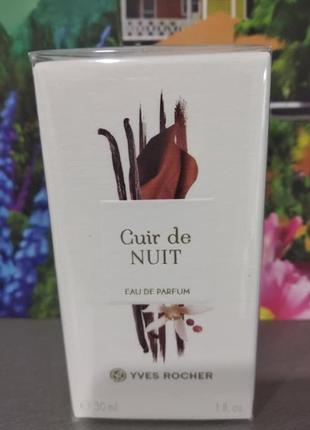 Cuir de
NUIT
EAU DE PARFUM
YVES ROCHER
e 30 ml 1 fl. oz